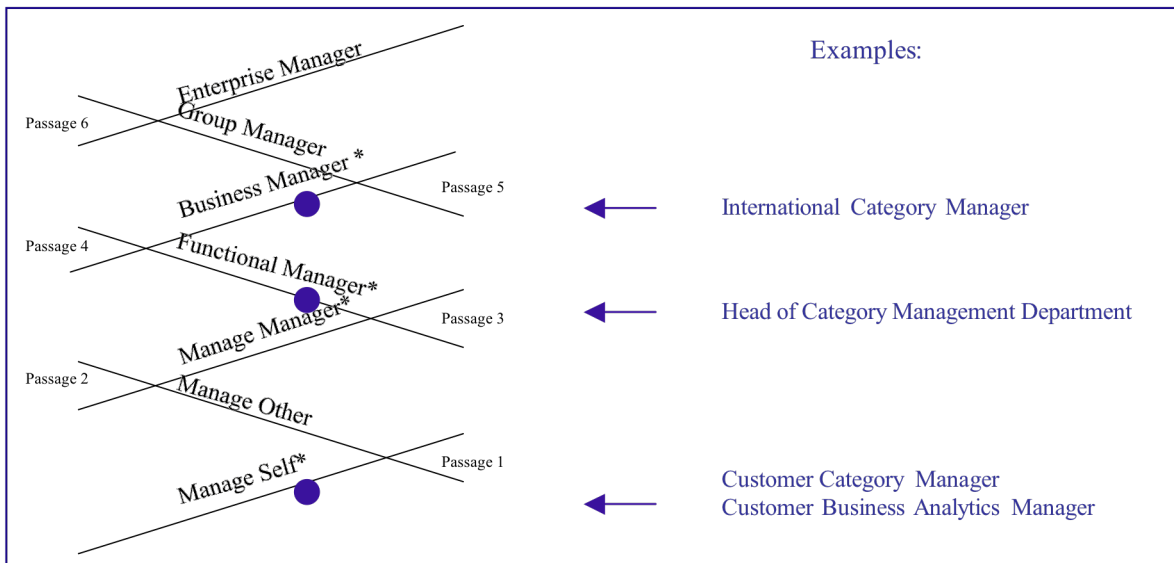 Examples:
Enterprise Manager
Passage 6
Group Manager
Business Manager *
Passage 5
International Category Manager
Passage 4
Functional Manager*
Manage Manager*
Passage 3
Head of Category Management Department
Passage 2
Manage Other
Passage 1
Manage Self*
Customer Category Manager
Customer Business Analytics Manager